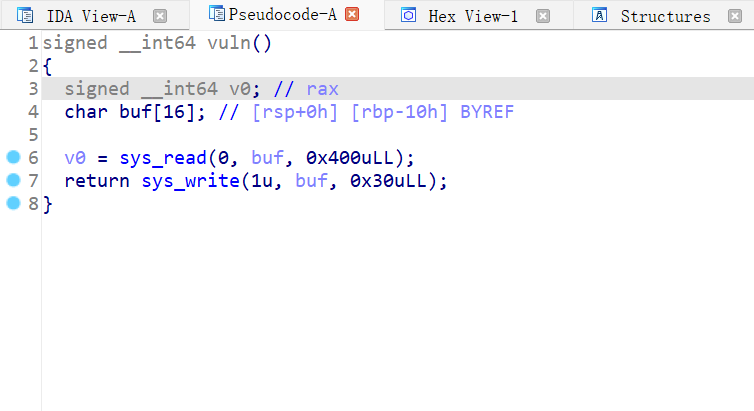 IDA View-A Pseudocode-A Hex View-1 Structures
1 signed __int64 vuln()
2 {
3 signed __int64 v0; // rax
4 char buf[16]; // [rsp+0h] [rbp-10h] BYREF
5
6 v0 = sys_read(0, buf, 0x400uLL);
7 return sys_write(1u, buf, 0x30uLL);
8 }